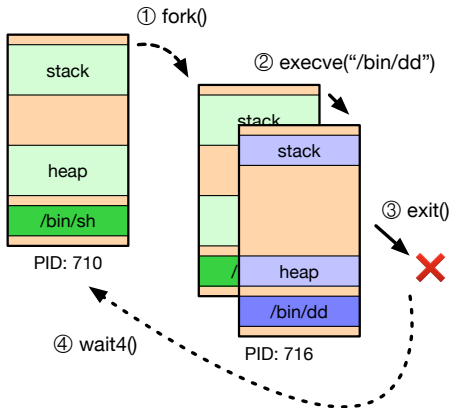 ① fork()
stack
heap
/bin/sh
PID: 710
② execve(“/bin/dd”)
stack
/
stack
heap
/bin/dd
PID: 716
③ exit()
④ wait4()